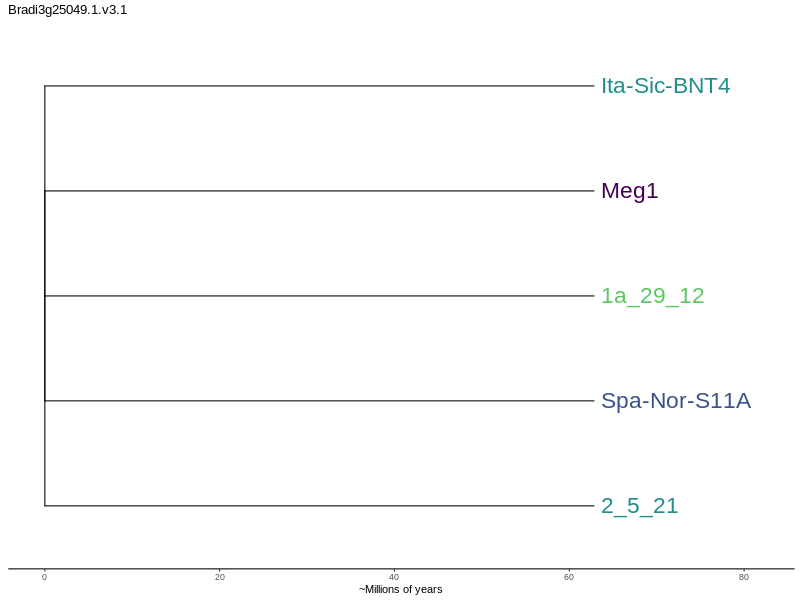 Bradi3g25049.1.v3.1
Ita-Sic-BNT4
Meg1
1a_29_12
Spa-Nor-S11A
2_5_21
0 20 40 60 80
~Millions of years